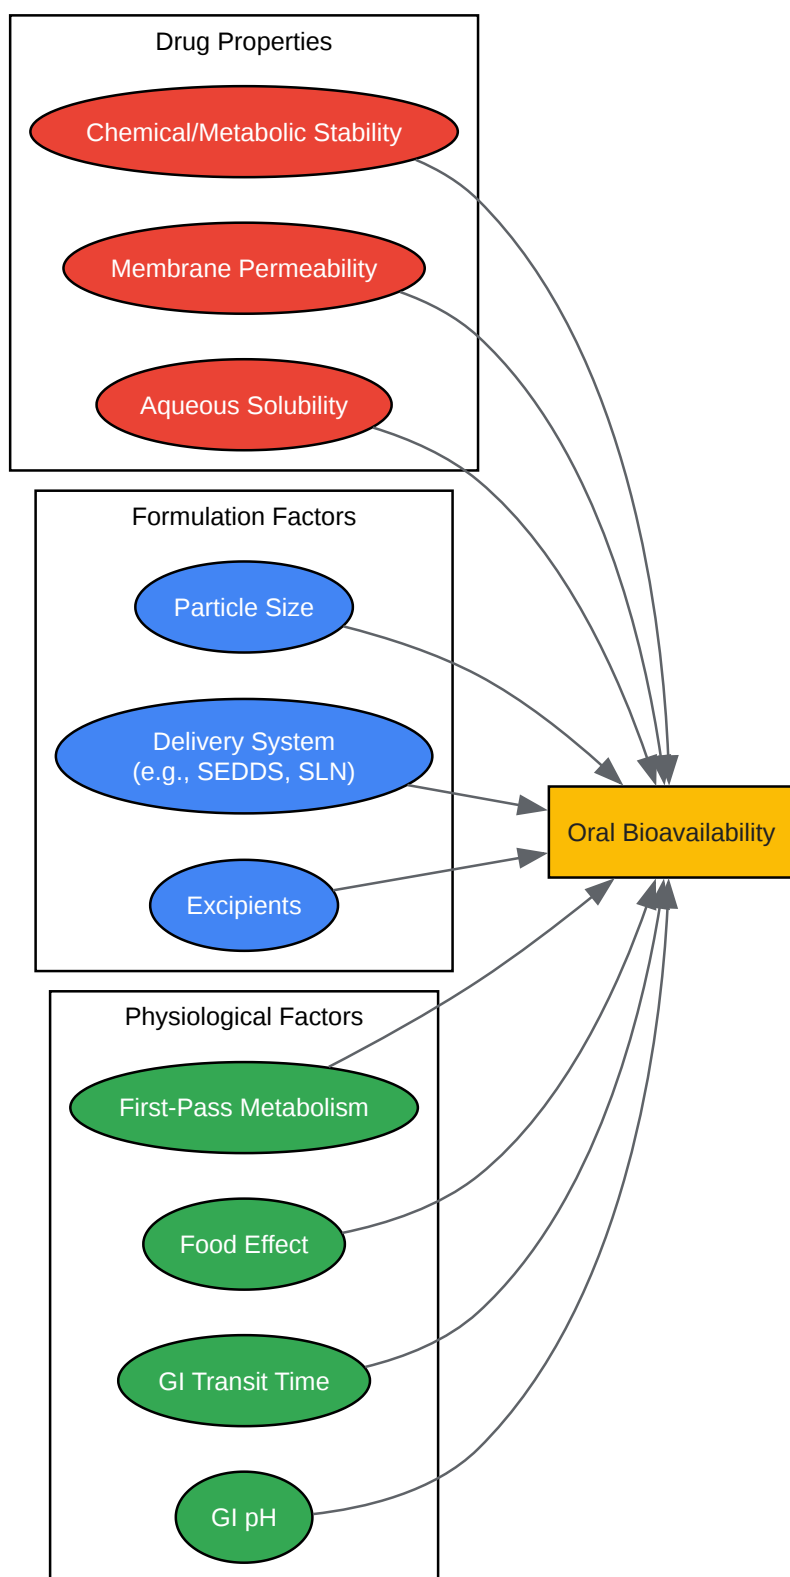 Drug Properties
Chemical/Metabolic Stability
Membrane Permeability
Aqueous Solubility
Formulation Factors
Particle Size
Delivery System
(e.g., SEDDS, SLN)
Excipients
Oral Bioavailability
Physiological Factors
First-Pass Metabolism
Food Effect
GI Transit Time
GI pH